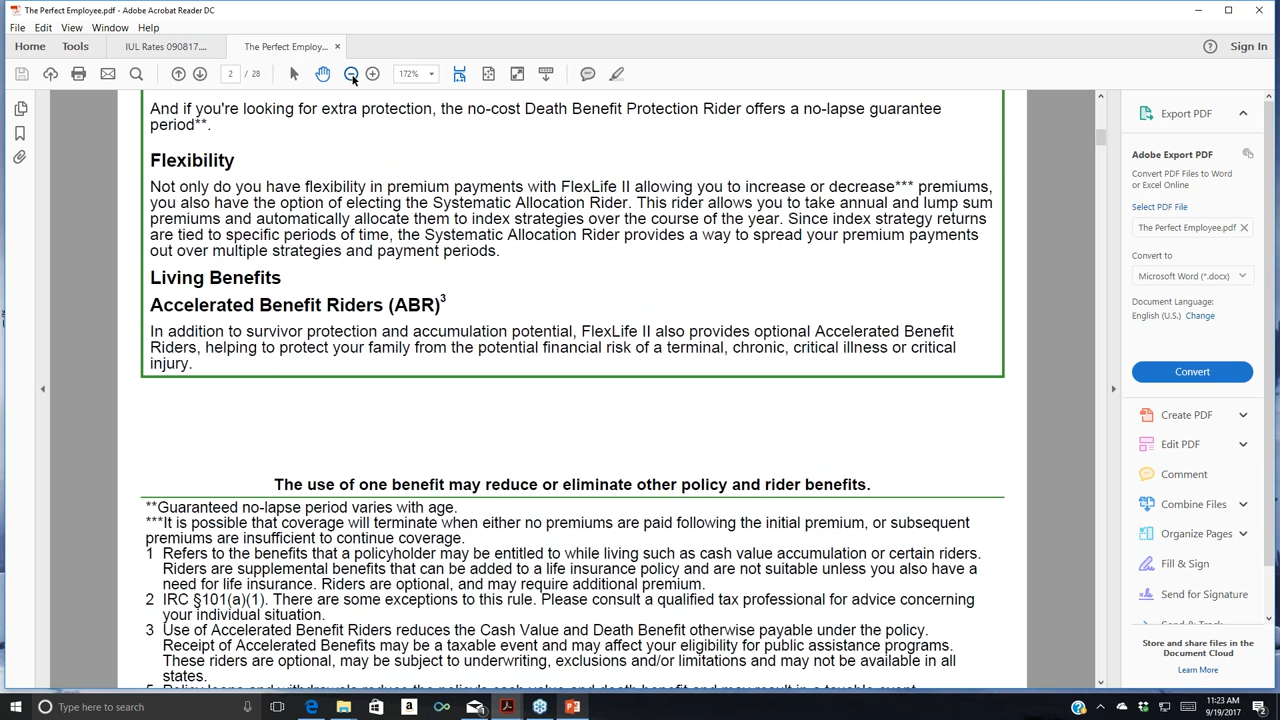 The Perfect Employee.pdf - Adobe Acrobat Reader DC
File Edit View Window Help
Home Tools IUL Rates 090817.... The Perfect Employ... × Sign In
2 / 28 172%
And if you're looking for extra protection, the no-cost Death Benefit Protection Rider offers a no-lapse guarantee
period**.
Flexibility
Not only do you have flexibility in premium payments with FlexLife II allowing you to increase or decrease*** premiums,
you also have the option of electing the Systematic Allocation Rider. This rider allows you to take annual and lump sum
premiums and automatically allocate them to index strategies over the course of the year. Since index strategy returns
are tied to specific periods of time, the Systematic Allocation Rider provides a way to spread your premium payments
out over multiple strategies and payment periods.
Living Benefits
Accelerated Benefit Riders (ABR)3
In addition to survivor protection and accumulation potential, FlexLife II also provides optional Accelerated Benefit
Riders, helping to protect your family from the potential financial risk of a terminal, chronic, critical illness or critical
injury.
The use of one benefit may reduce or eliminate other policy and rider benefits.
**Guaranteed no-lapse period varies with age.
***It is possible that coverage will terminate when either no premiums are paid following the initial premium, or subsequent
premiums are insufficient to continue coverage.
1 Refers to the benefits that a policyholder may be entitled to while living such as cash value accumulation or certain riders.
Riders are supplemental benefits that can be added to a life insurance policy and are not suitable unless you also have a
need for life insurance. Riders are optional, and may require additional premium.
2 IRC §101(a)(1). There are some exceptions to this rule. Please consult a qualified tax professional for advice concerning
your individual situation.
3 Use of Accelerated Benefit Riders reduces the Cash Value and Death Benefit otherwise payable under the policy.
Receipt of Accelerated Benefits may be a taxable event and may affect your eligibility for public assistance programs.
These riders are optional, may be subject to underwriting, exclusions and/or limitations and may not be available in all
states.
Export PDF
Adobe Export PDF
Convert PDF Files to Word
or Excel Online
Select PDF File
The Perfect Employee.pdf
Convert to
Microsoft Word (*.docx)
Document Language:
English (U.S.) Change
Convert
Create PDF
Edit PDF
Comment
Combine Files
Organize Pages
Fill & Sign
Send for Signature
Store and share files in the
Document Cloud
Learn More
Type here to search
11:23 AM
9/19/2017